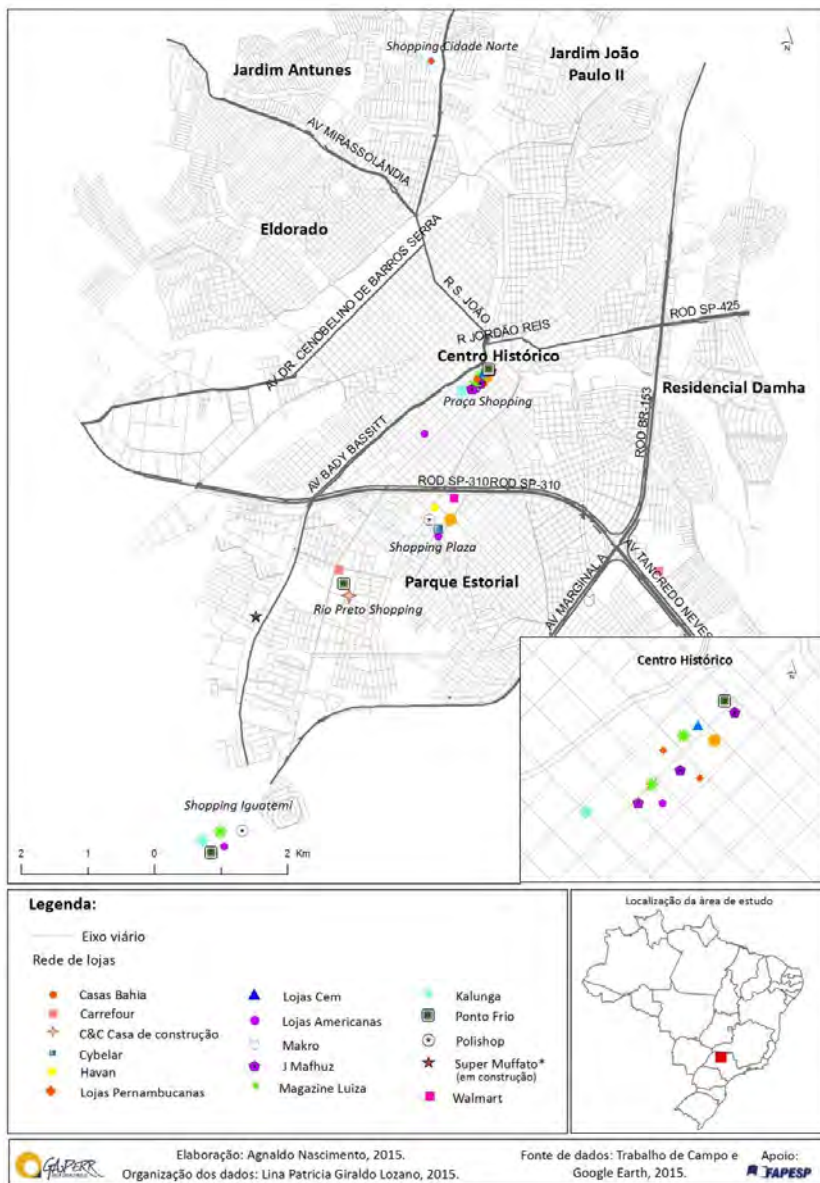 Shopping Cidade Norte
Jardim João
Paulo II
Jardim Antunes
AV MIRASSOLÂNDIA
Eldorado
AV DR. CENOBELINO DE BARROS SERRA
R S. JOÃO
R JORDÃO REIS
ROD SP-425
Centro Histórico
Residencial Damha
Praça Shopping
ROD BR-153
AV BADY BASSITT
ROD SP-310ROD SP-310
Shopping Plaza
Parque Estorial
AV TANCREDO NEVES
AV MARGINAL A
Rio Preto Shopping
Centro Histórico
Shopping Iguatemi
2 1 0 2 Km
Legenda:
Eixo viário
Rede de lojas
Casas Bahia
Carrefour
C&C Casa de construção
Cybelar
Havan
Lojas Pernambucanas
Lojas Cem
Lojas Americanas
Makro
J Mafhuz
Magazine Luiza
Kalunga
Ponto Frio
Polishop
Super Muffato*
(em construção)
Walmart
Localização da área de estudo
GAsPERR
Elaboração: Agnaldo Nascimento, 2015.
Organização dos dados: Lina Patricia Giraldo Lozano, 2015.
Fonte de dados: Trabalho de Campo e
Google Earth, 2015.
Apoio:
FAPESP